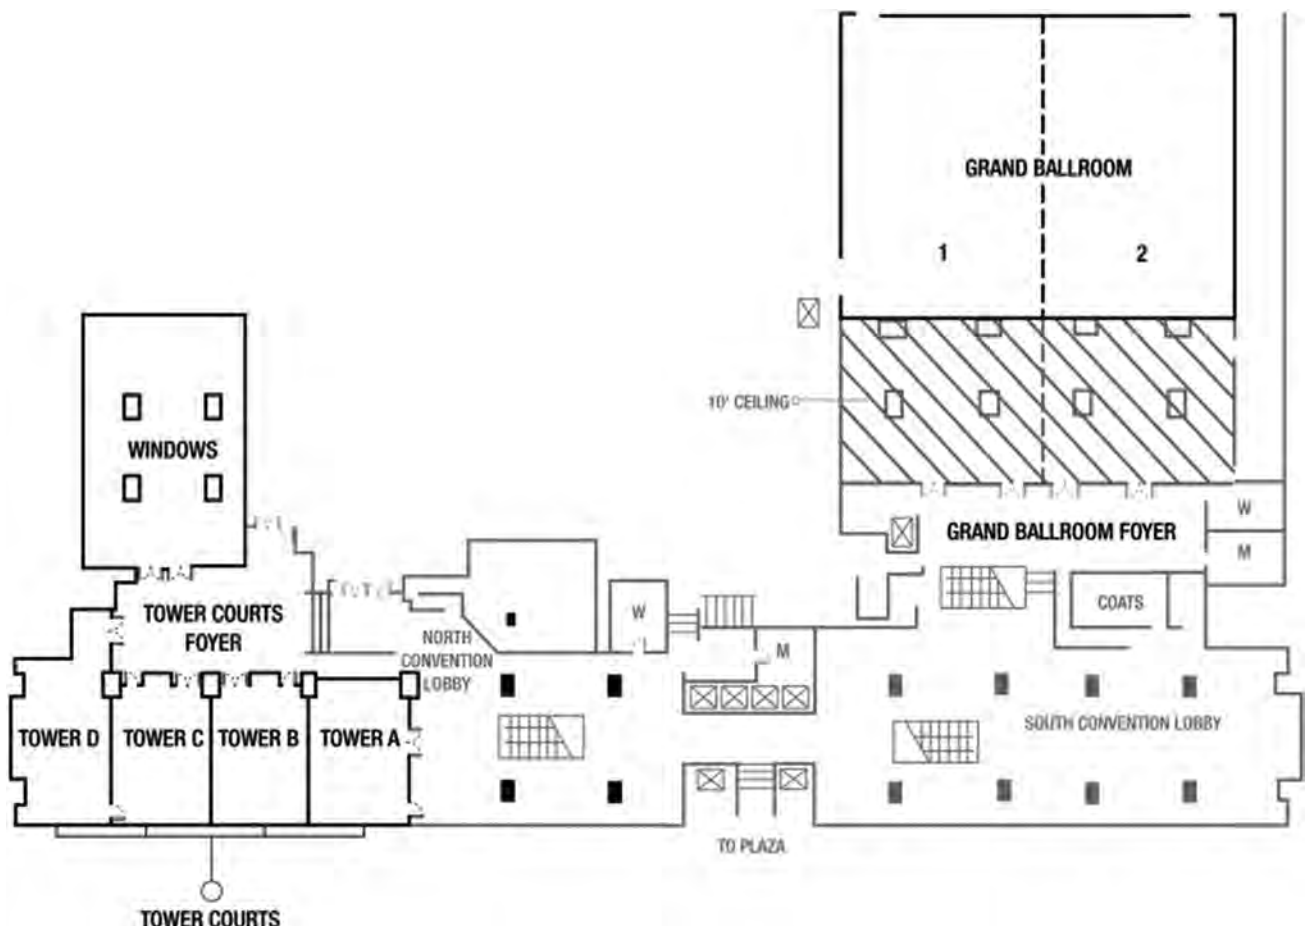 GRAND BALLROOM
1
2
10' CEILING
WINDOWS
GRAND BALLROOM FOYER
W
M
TOWER COURTS
FOYER
W
COATS
NORTH
CONVENTION
LOBBY
M
SOUTH CONVENTION LOBBY
TOWER D
TOWER C
TOWER B
TOWER A
TO PLAZA
TOWER COURTS